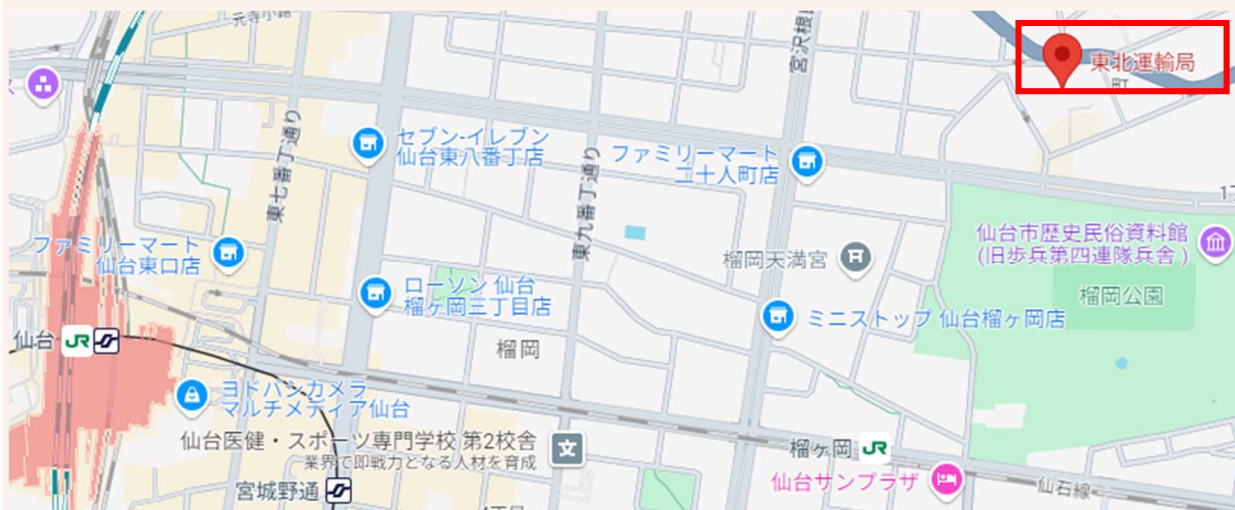 元寺小路
宮沢根
東北運輸局
町
ス
セブン-イレブン
仙台東八番丁店
東七番丁通り
東九番丁通り
ファミリーマート
二十人町店
仙台市歴史民俗資料館
(旧歩兵第四連隊兵舎)
ファミリーマート
仙台東口店
榴岡天満宮
ローソン 仙台
榴ヶ岡三丁目店
榴岡公園
ミニストップ 仙台榴ヶ岡店
仙台 JR
榴岡
ヨドバシカメラ
マルチメディア仙台
仙台医健・スポーツ専門学校 第2校舎
業界で即戦力となる人材を育成
文
榴ヶ岡 JR
仙台サンプラザ
仙石線
宮城野通